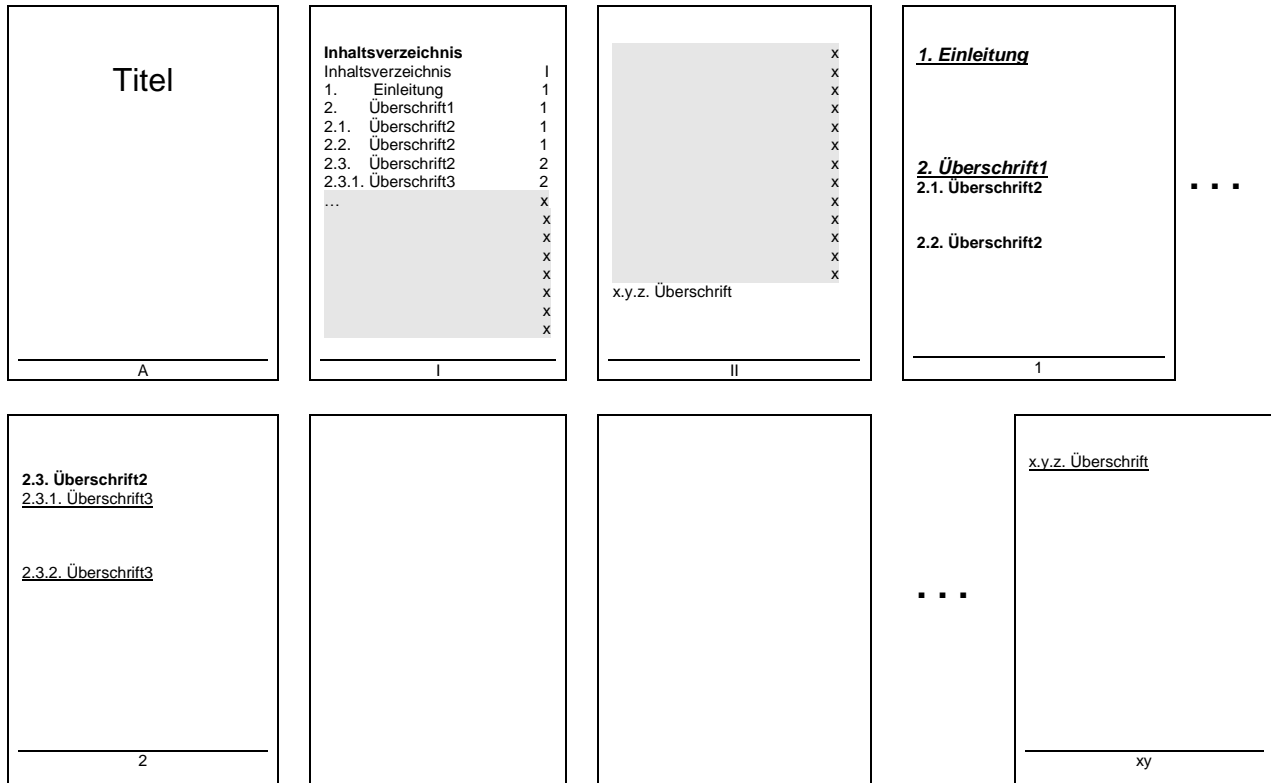 Titel
A
Inhaltsverzeichnis
Inhaltsverzeichnis I
1. Einleitung 1
2. Überschrift1 1
2.1. Überschrift2 1
2.2. Überschrift2 1
2.3. Überschrift2 2
2.3.1. Überschrift3 2
… x
x
x
x
x
x
x
x
I
x
x
x
x
x
x
x
x
x
x
x
x
x
x.y.z. Überschrift
II
1. Einleitung
2. Überschrift1
2.1. Überschrift2
2.2. Überschrift2
1
. . .
2.3. Überschrift2
2.3.1. Überschrift3
2.3.2. Überschrift3
2
. . .
x.y.z. Überschrift
xy